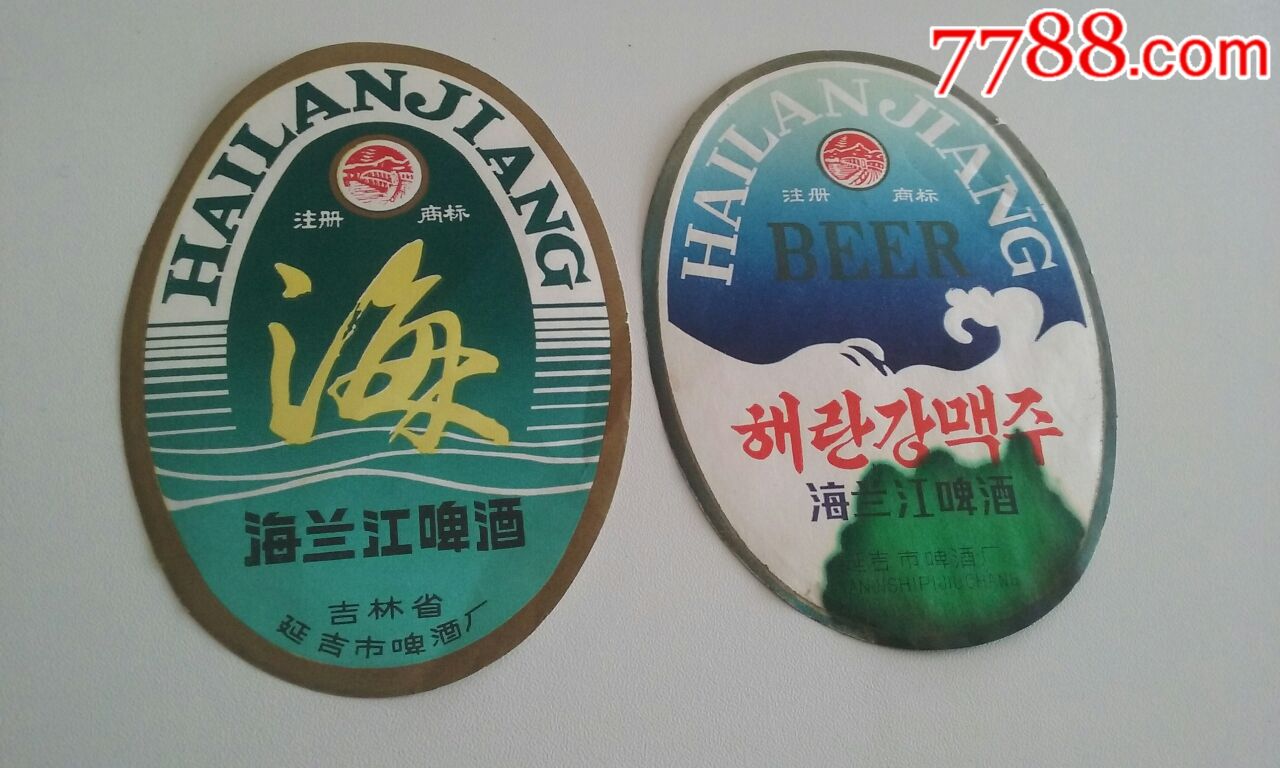 7788.com
HAILANJIANG
注册 商标
海
海兰江啤酒
吉林省
延吉市啤酒厂
HAILANJIANG
注册 商标
BEER
해란강맥주
海兰江啤酒
延吉市啤酒厂
YANJISHIPIJIUCHANG